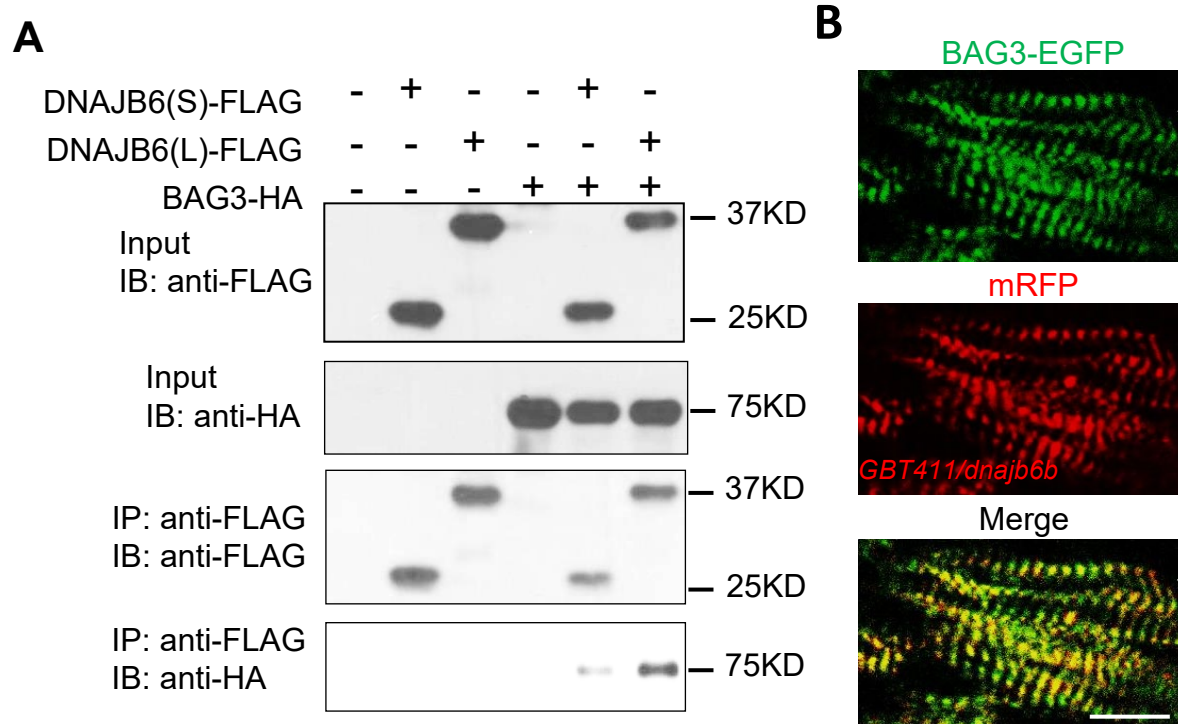 A
DNAJB6(S)-FLAG - + - - + -
DNAJB6(L)-FLAG - - + - - +
BAG3-HA - - - + + +
Input
IB: anti-FLAG
37KD
25KD
Input
IB: anti-HA
75KD
IP: anti-FLAG
IB: anti-FLAG
37KD
25KD
IP: anti-FLAG
IB: anti-HA
75KD
B
BAG3-EGFP
mRFP
GBT411/dnajb6b
Merge